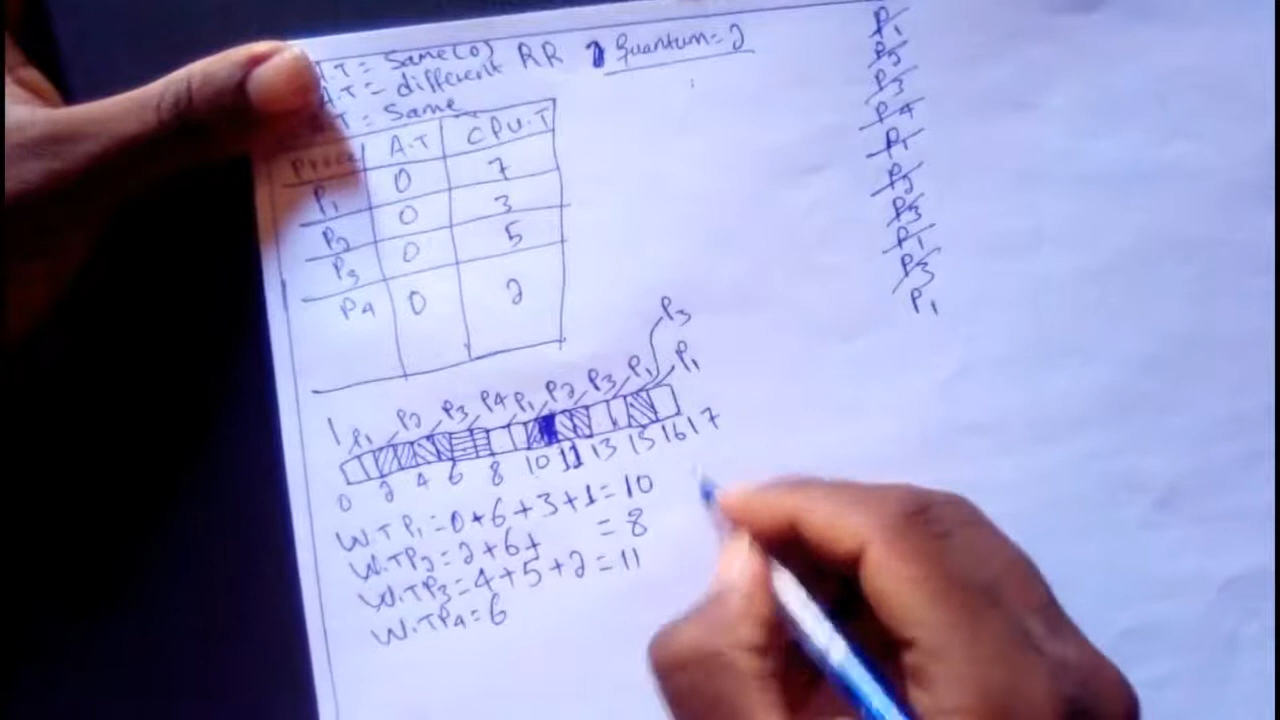 A.T = Same(0)
A.T = different RR Quantum = 2
T = Same
Proce A.T CPU.T
P1 0 7
P2 0 3
P3 0 5
P4 0 2
P1
P2
P3
P4
P1
P2
P3
P1
P3
P1
P3
P1 P2 P3 P4 P1 P2 P3 P1 P1
0 2 4 6 8 10 11 13 15 16 17
W.T P1 = 0+6+3+1 = 10
W.T P2 = 2+6+ = 8
W.T P3 = 4+5+2 = 11
W.T P4 = 6